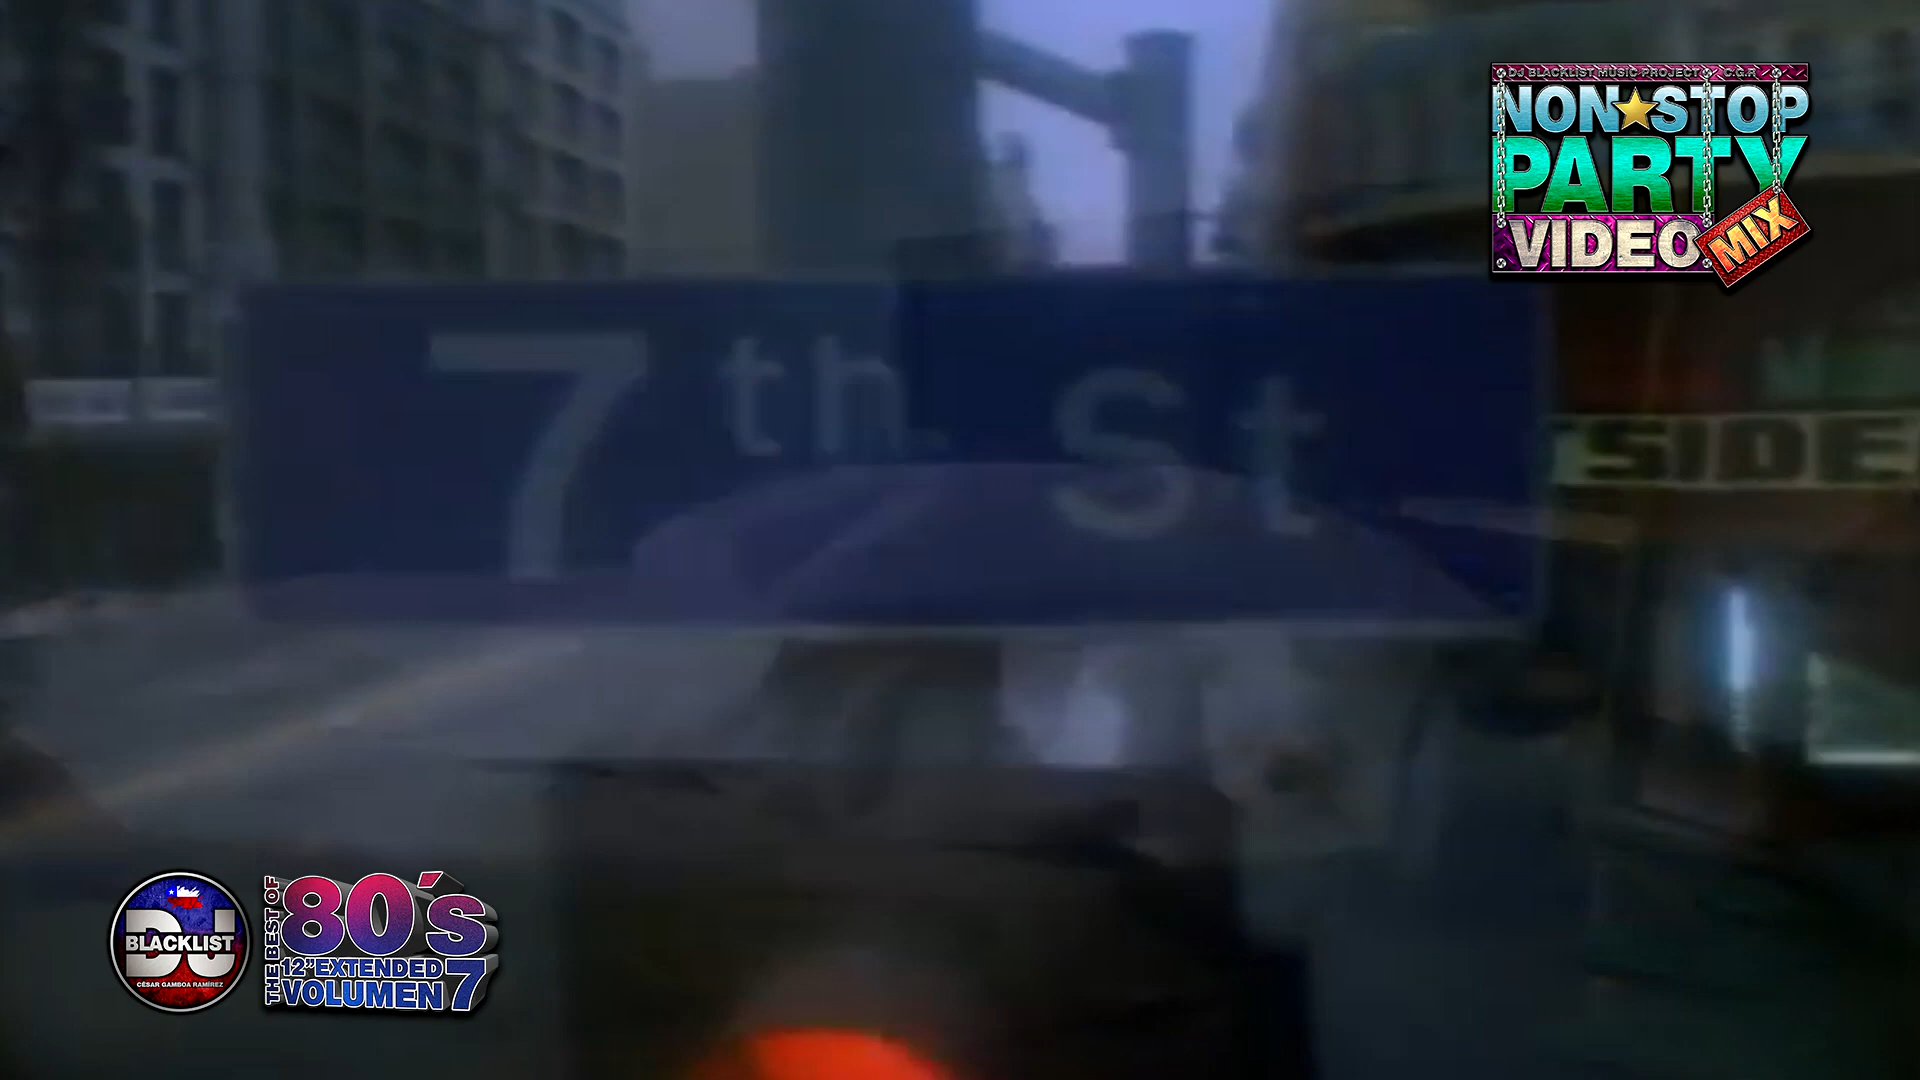 DJ BLACKLIST MUSIC PROJECT C.G.R
NON★STOP
PARTY
VIDEO MIX
7th St
SIDE
DJ
BLACKLIST
CÉSAR GAMBOA RAMÍREZ
THE BEST OF
80´s
12"EXTENDED
VOLUMEN 7